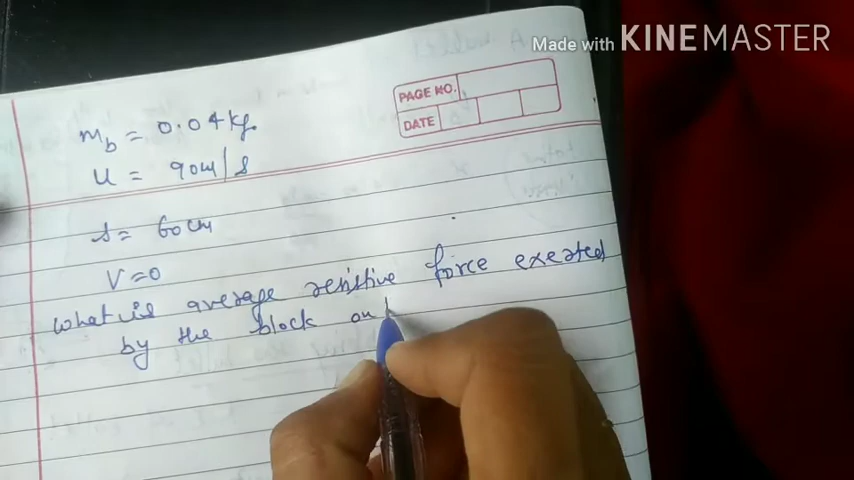 Made with KINEMASTER
PAGE NO.
DATE
m_b = 0.04 kg.
u = 90m/s
s = 60cm
V=0
What is average resistive force exerted
by the block on